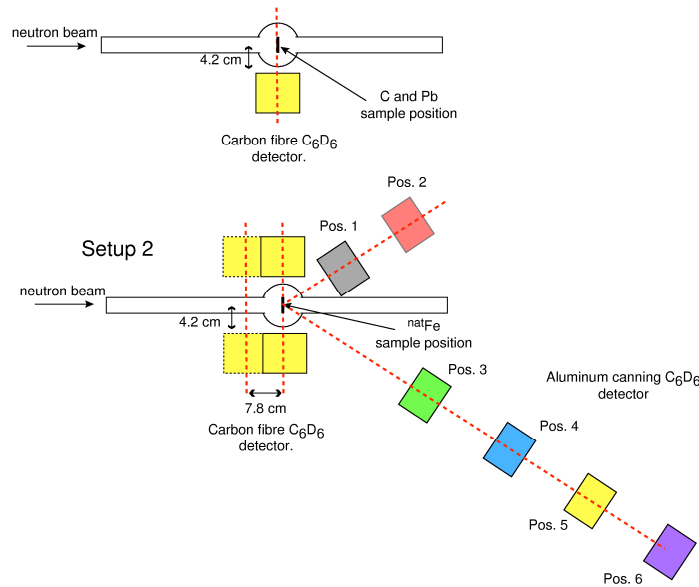 neutron beam
4.2 cm
C and Pb
sample position
Carbon fibre C6D6
detector.
Pos. 2
Pos. 1
Setup 2
neutron beam
4.2 cm
natFe
sample position
Pos. 3
Aluminum canning C6D6
detector
7.8 cm
Pos. 4
Carbon fibre C6D6
detector.
Pos. 5
Pos. 6